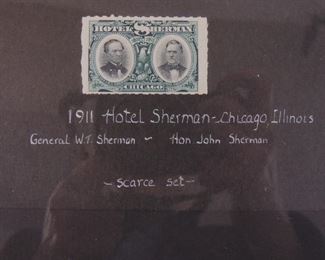 HOTEL SHERMAN
CHICAGO
1911 Hotel Sherman-Chicago, Illinois
General W.T. Sherman - Hon John Sherman
-scarce set-